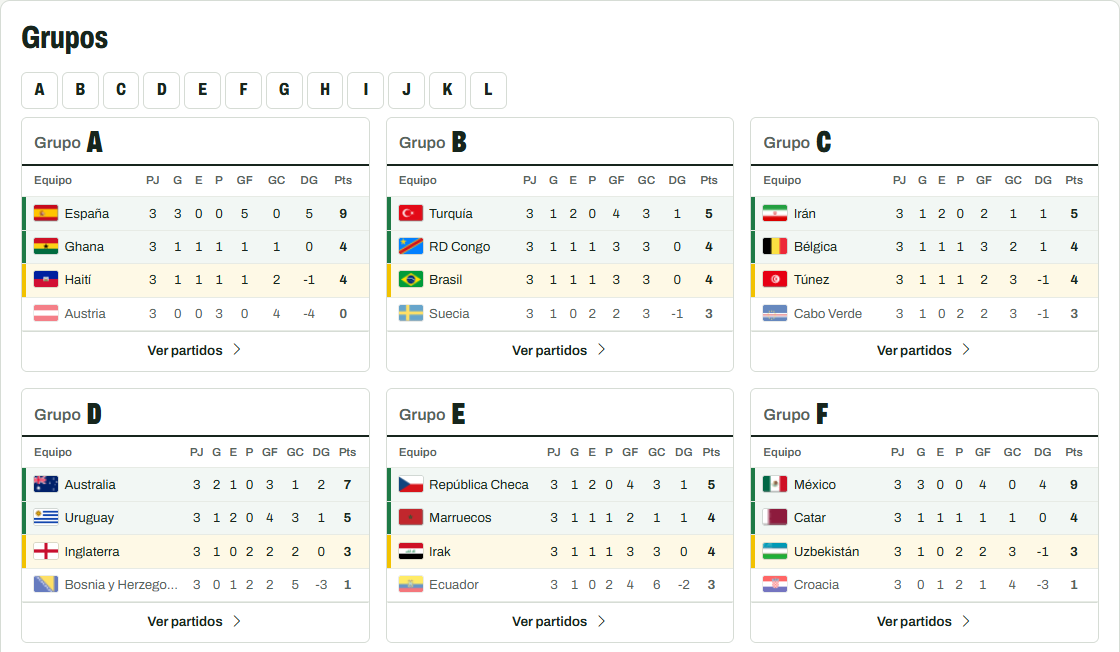 Grupos
A B C D E F G H I J K L
Grupo A
Equipo PJ G E P GF GC DG Pts
España 3 3 0 0 5 0 5 9
Ghana 3 1 1 1 1 1 0 4
Haití 3 1 1 1 1 2 -1 4
Austria 3 0 0 3 0 4 -4 0
Ver partidos
Grupo B
Equipo PJ G E P GF GC DG Pts
Turquía 3 1 2 0 4 3 1 5
RD Congo 3 1 1 1 3 3 0 4
Brasil 3 1 1 1 3 3 0 4
Suecia 3 1 0 2 2 3 -1 3
Ver partidos
Grupo C
Equipo PJ G E P GF GC DG Pts
Irán 3 1 2 0 2 1 1 5
Bélgica 3 1 1 1 3 2 1 4
Túnez 3 1 1 1 2 3 -1 4
Cabo Verde 3 1 0 2 2 3 -1 3
Ver partidos
Grupo D
Equipo PJ G E P GF GC DG Pts
Australia 3 2 1 0 3 1 2 7
Uruguay 3 1 2 0 4 3 1 5
Inglaterra 3 1 0 2 2 2 0 3
Bosnia y Herzego... 3 0 1 2 2 5 -3 1
Ver partidos
Grupo E
Equipo PJ G E P GF GC DG Pts
República Checa 3 1 2 0 4 3 1 5
Marruecos 3 1 1 1 2 1 1 4
Irak 3 1 1 1 3 3 0 4
Ecuador 3 1 0 2 4 6 -2 3
Ver partidos
Grupo F
Equipo PJ G E P GF GC DG Pts
México 3 3 0 0 4 0 4 9
Catar 3 1 1 1 1 1 0 4
Uzbekistán 3 1 0 2 2 3 -1 3
Croacia 3 0 1 2 1 4 -3 1
Ver partidos